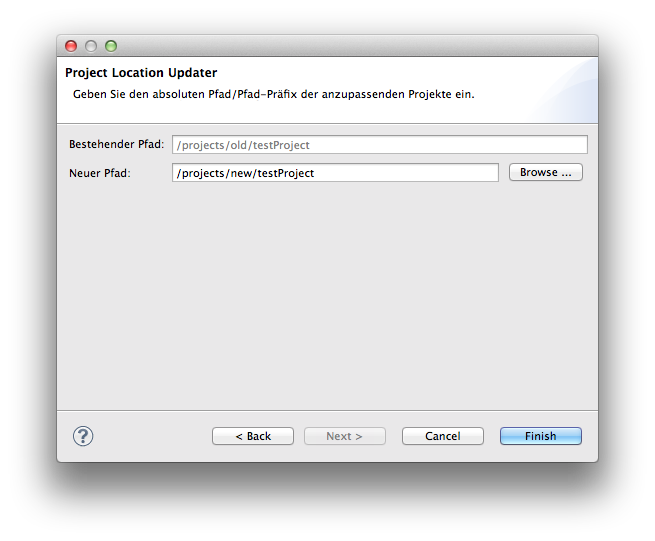 Project Location Updater
Geben Sie den absoluten Pfad/Pfad-Präfix der anzupassenden Projekte ein.
Bestehender Pfad: /projects/old/testProject
Neuer Pfad: /projects/new/testProject Browse ...
? < Back Next > Cancel Finish